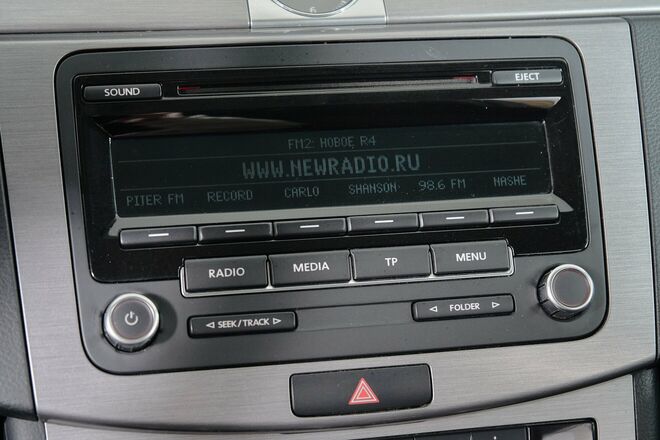 SOUND
EJECT
FM2: НОВОЕ R4
WWW.NEWRADIO.RU
PITER FM RECORD CARLO SHANSON 98.6 FM NASHE
RADIO MEDIA TP MENU
◁ SEEK/TRACK ▷
◁ FOLDER ▷